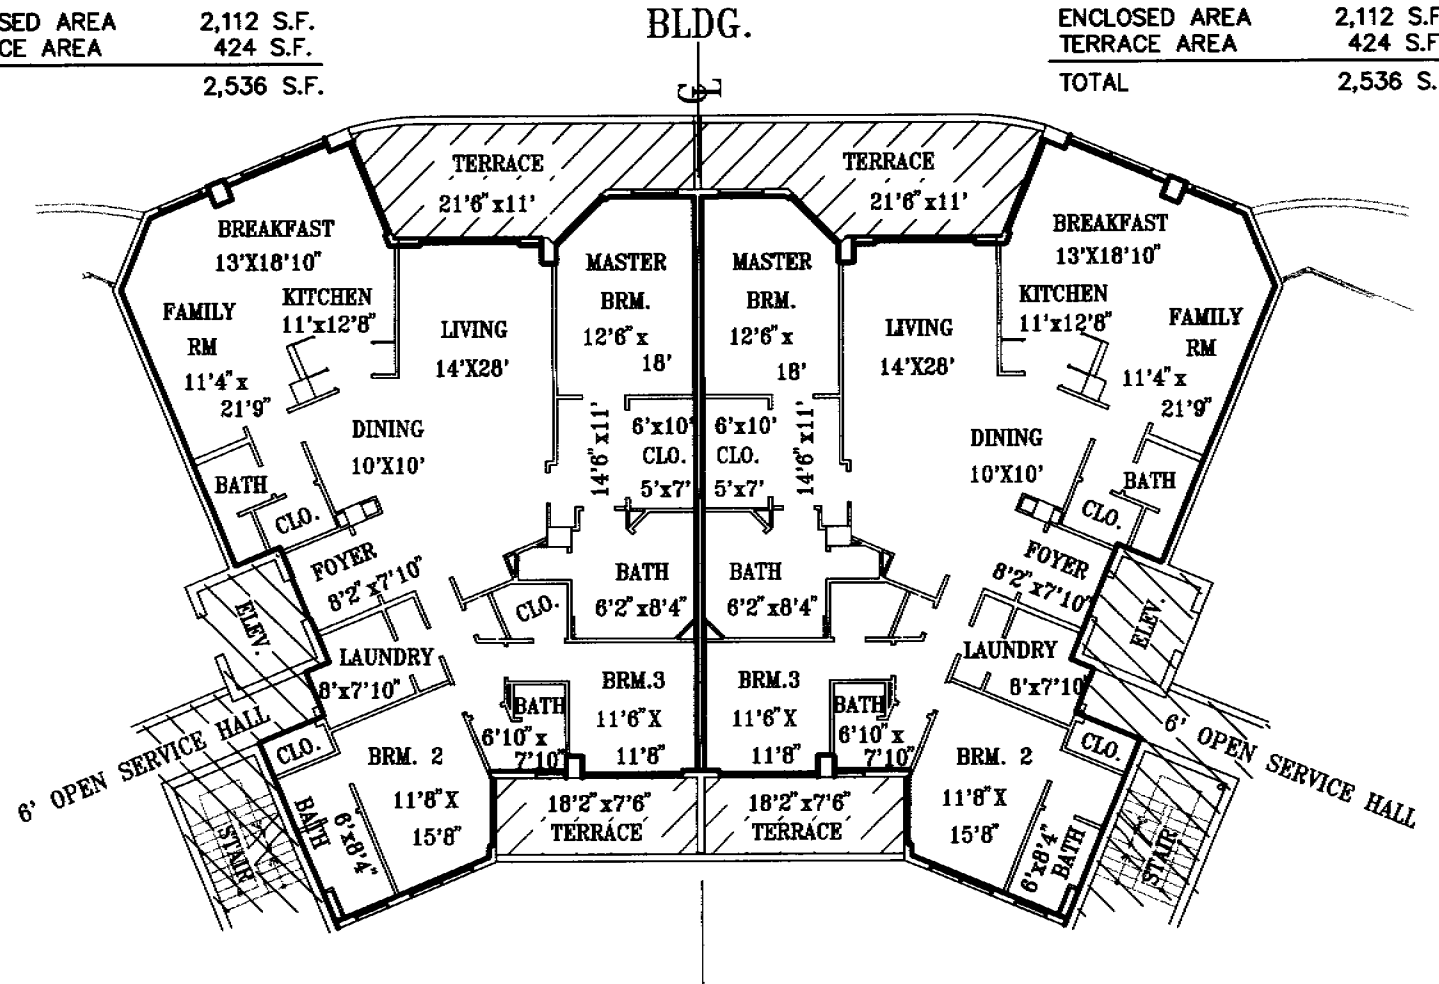 SED AREA 2,112 S.F.
CE AREA 424 S.F.
2,536 S.F.
BLDG.
ENCLOSED AREA 2,112 S.F
TERRACE AREA 424 S.F
TOTAL 2,536 S.
CL
TERRACE
21'6"x11'
TERRACE
21'6"x11'
BREAKFAST
13'X18'10"
KITCHEN
11'x12'8"
FAMILY
RM
11'4"x
21'9"
LIVING
14'X28'
MASTER
BRM.
12'6"x
18'
DINING
10'X10'
14'6"x11'
6'x10'
CLO.
5'x7'
BATH
CLO.
FOYER
8'2"x7'10"
BATH
6'2"x8'4"
CLO.
ELEV.
LAUNDRY
8'x7'10"
BRM.3
11'6"X
11'8"
BATH
6'10"x
7'10"
6' OPEN SERVICE HALL
CLO.
BRM. 2
11'8"X
15'8"
BATH
6'x8'4"
STAIR
18'2"x7'6"
TERRACE
MASTER
BRM.
12'6"x
18'
LIVING
14'X28'
BREAKFAST
13'X18'10"
KITCHEN
11'x12'8"
FAMILY
RM
11'4"x
21'9"
6'x10'
CLO.
5'x7'
14'6"x11'
DINING
10'X10'
BATH
CLO.
FOYER
8'2"x7'10"
BATH
6'2"x8'4"
ELEV.
LAUNDRY
8'x7'10"
BRM.3
11'6"X
11'8"
BATH
6'10"x
7'10"
6' OPEN SERVICE HALL
CLO.
BRM. 2
11'8"X
15'8"
6'x8'4"
BATH
STAIR
18'2"x7'6"
TERRACE